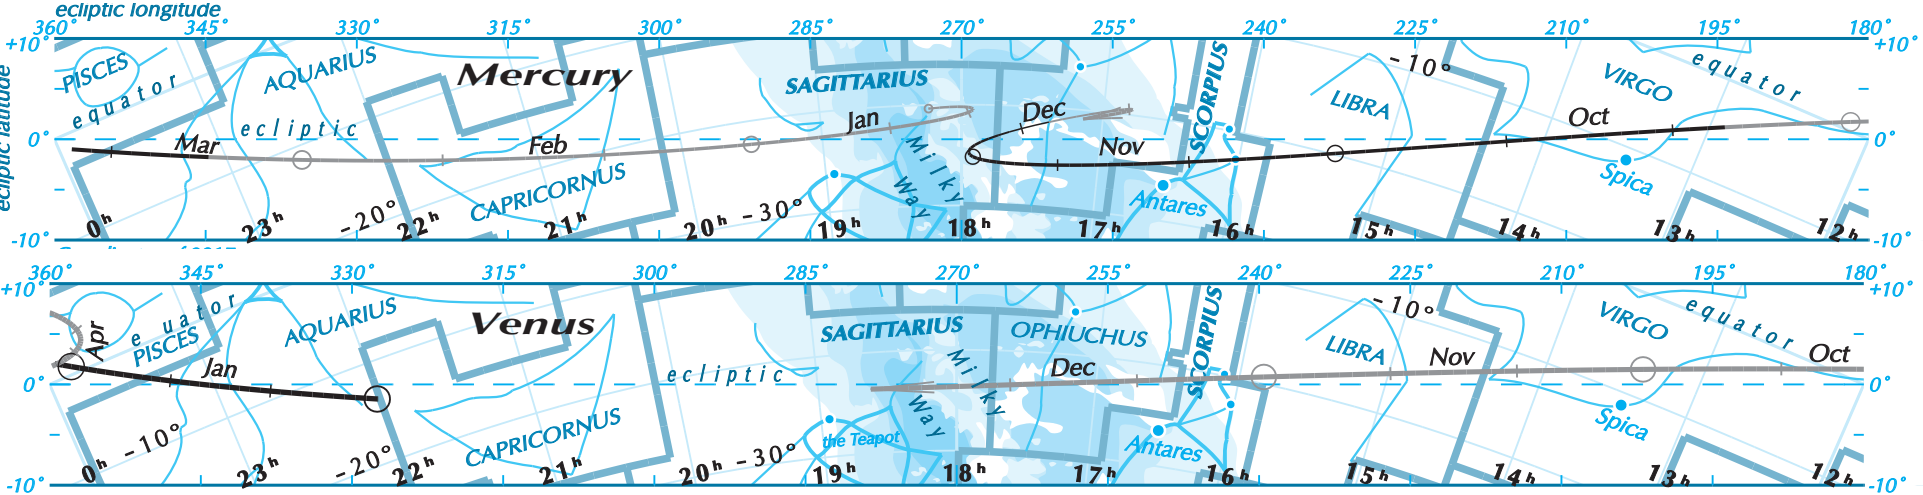 ecliptic longitude
360° 345° 330° 315° 300° 285° 270° 255° 240° 225° 210° 195° 180°
+10° +10°
ecliptic latitude
PISCES AQUARIUS Mercury SAGITTARIUS SCORPIUS -10° VIRGO equator
equator ecliptic Jan Dec LIBRA Oct
0° 0°
Mar Feb Milky Way Nov
CAPRICORNUS Antares Spica
0h 23h -20° 22h 21h 20h -30° 19h 18h 17h 16h 15h 14h 13h 12h
-10° -10°
360° 345° 330° 315° 300° 285° 270° 255° 240° 225° 210° 195° 180°
+10° +10°
Apr e uator AQUARIUS Venus SAGITTARIUS OPHIUCHUS SCORPIUS -10° VIRGO equator
PISCES LIBRA Nov Oct
Jan ecliptic Milky Way Dec
0° 0°
CAPRICORNUS the Teapot Antares Spica
0h -10° 23h -20° 22h 21h 20h -30° 19h 18h 17h 16h 15h 14h 13h 12h
-10° -10°